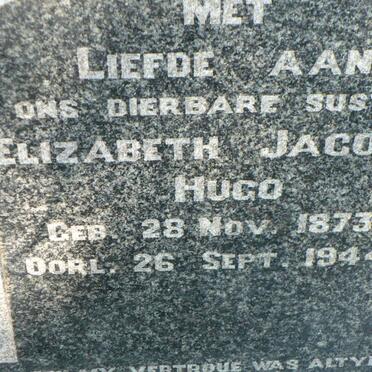 MET
LIEFDE AAN
ONS DIERBARE SUS
ELIZABETH JACO
HUGO
GEB. 28 NOV. 1873
OORL. 26 SEPT. 194
VERTROUE WAS ALTY